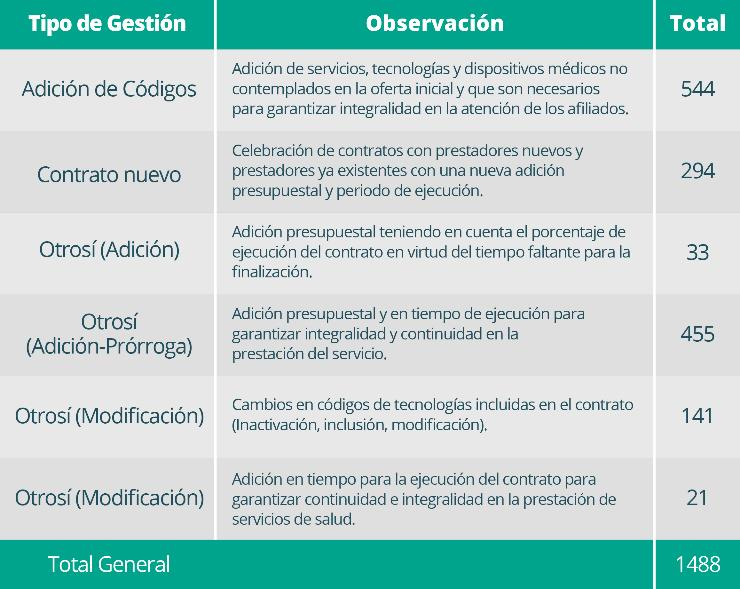 Tipo de Gestión
Observación
Total
Adición de Códigos
Adición de servicios, tecnologías y dispositivos médicos no
contemplados en la oferta inicial y que son necesarios
para garantizar integralidad en la atención de los afiliados.
544
Contrato nuevo
Celebración de contratos con prestadores nuevos y
prestadores ya existentes con una nueva adición
presupuestal y periodo de ejecución.
294
Otrosí (Adición)
Adición presupuestal teniendo en cuenta el porcentaje de
ejecución del contrato en virtud del tiempo faltante para la
finalización.
33
Otrosí
(Adición-Prórroga)
Adición presupuestal y en tiempo de ejecución para
garantizar integralidad y continuidad en la
prestación del servicio.
455
Otrosí (Modificación)
Cambios en códigos de tecnologías incluidas en el contrato
(Inactivación, inclusión, modificación).
141
Otrosí (Modificación)
Adición en tiempo para la ejecución del contrato para
garantizar continuidad e integralidad en la prestación de
servicios de salud.
21
Total General
1488